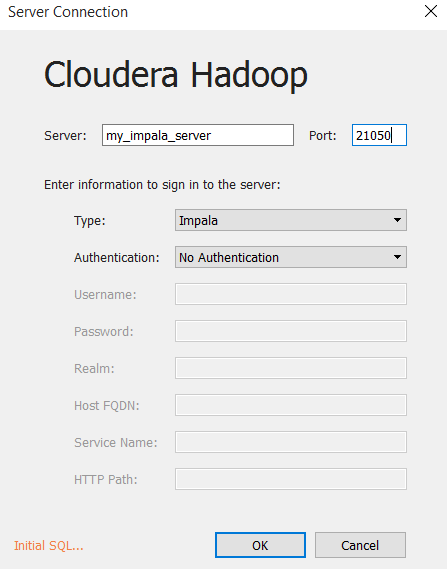 Server Connection
Cloudera Hadoop
Server: my_impala_server Port: 21050
Enter information to sign in to the server:
Type: Impala
Authentication: No Authentication
Username:
Password:
Realm:
Host FQDN:
Service Name:
HTTP Path:
Initial SQL... OK Cancel